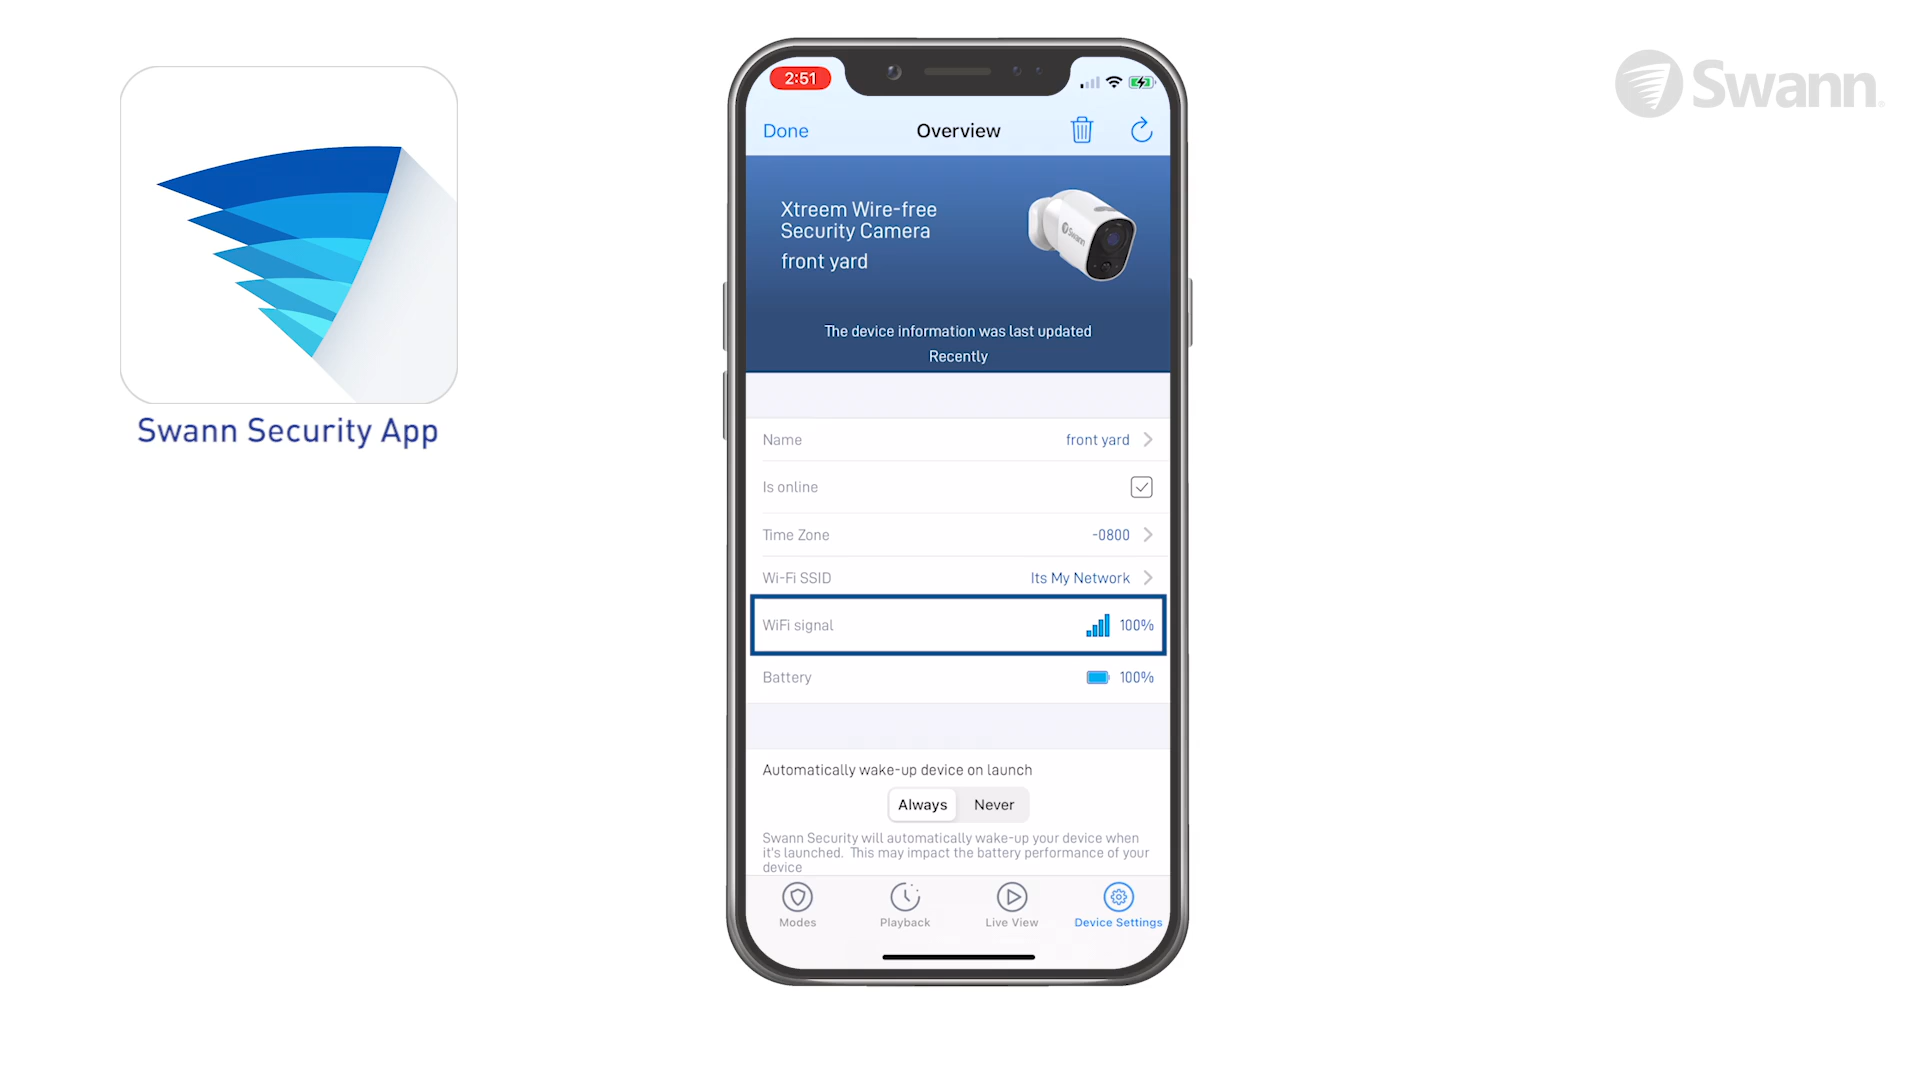 Swann
Swann Security App
2:51
Done
Overview
Xtreem Wire-free
Security Camera
front yard
Swann
The device information was last updated
Recently
Name
front yard
Is online
Time Zone
-0800
Wi-Fi SSID
Its My Network
WiFi signal
100%
Battery
100%
Automatically wake-up device on launch
Always
Never
Swann Security will automatically wake-up your device when
it's launched. This may impact the battery performance of your
device
Modes
Playback
Live View
Device Settings